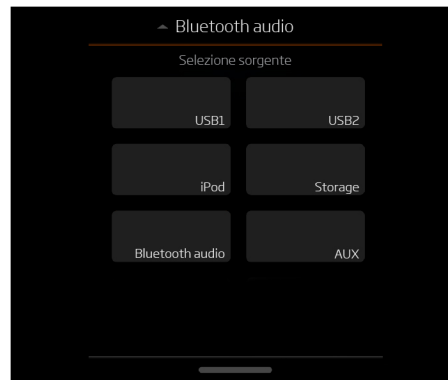 Bluetooth audio
Selezione sorgente
USB1 USB2
iPod Storage
Bluetooth audio AUX